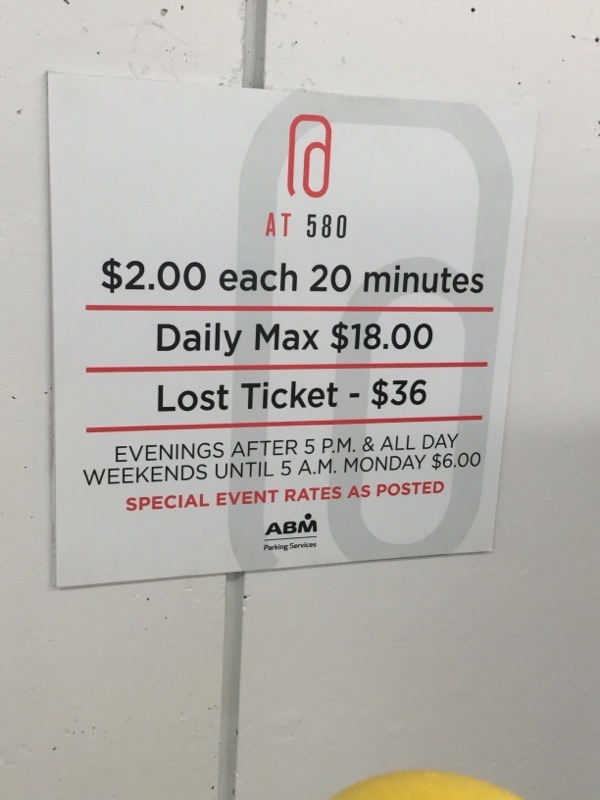 AT 580
$2.00 each 20 minutes
Daily Max $18.00
Lost Ticket - $36
EVENINGS AFTER 5 P.M. & ALL DAY
WEEKENDS UNTIL 5 A.M. MONDAY $6.00
SPECIAL EVENT RATES AS POSTED
ABM
Parking Services